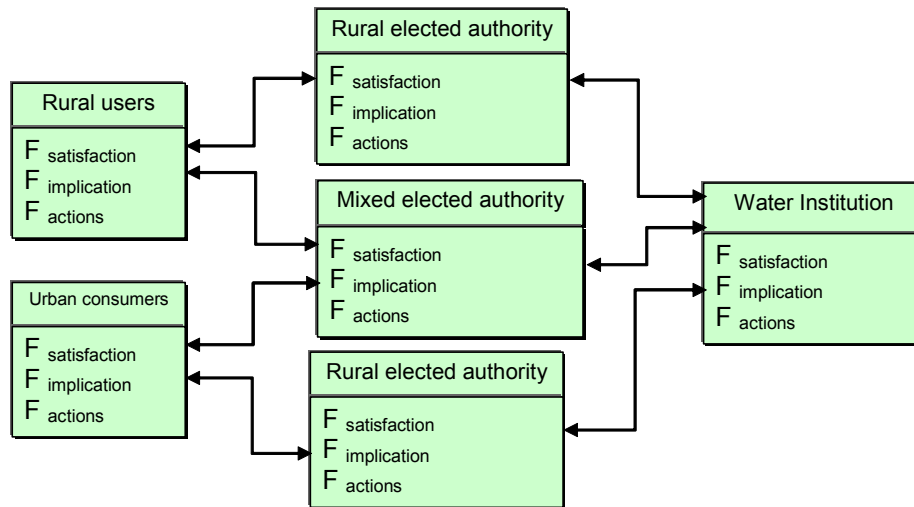 Rural users
F satisfaction
F implication
F actions
Urban consumers
F satisfaction
F implication
F actions
Rural elected authority
F satisfaction
F implication
F actions
Mixed elected authority
F satisfaction
F implication
F actions
Rural elected authority
F satisfaction
F implication
F actions
Water Institution
F satisfaction
F implication
F actions